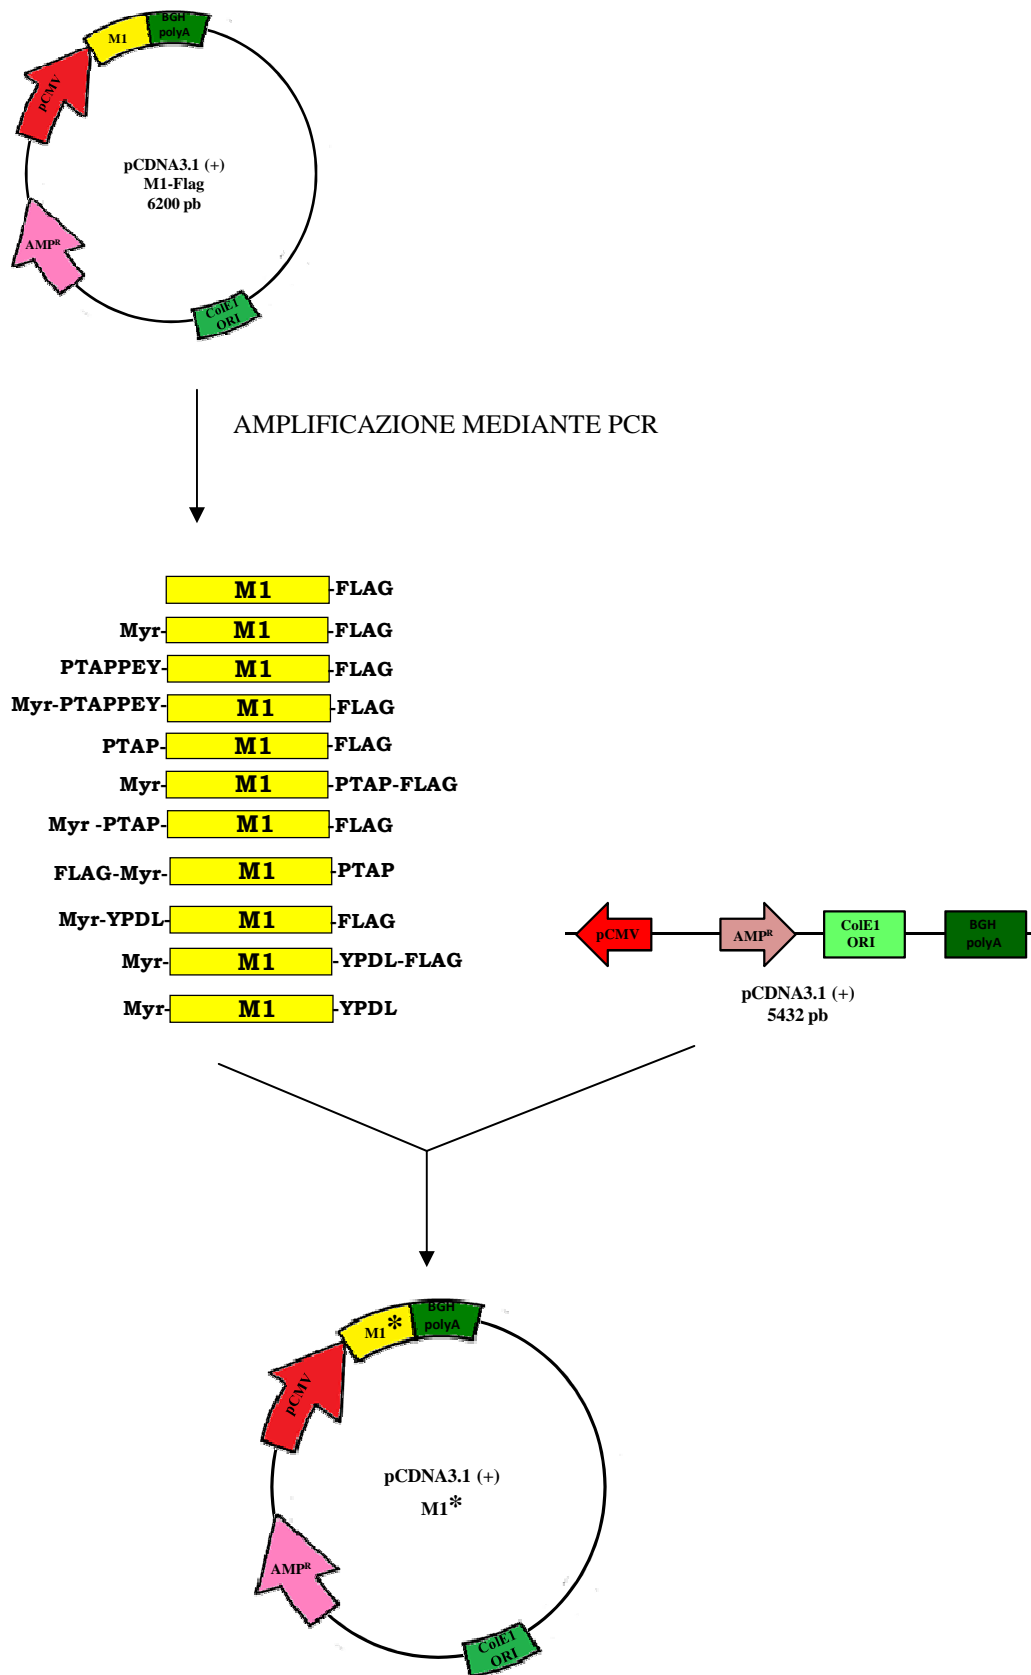 BGH
polyA
M1
pCMV
pCDNA3.1 (+)
M1-Flag
6200 pb
AMPᴿ
ColE1
ORI
AMPLIFICAZIONE MEDIANTE PCR
M1 -FLAG
Myr- M1 -FLAG
PTAPPEY- M1 -FLAG
Myr-PTAPPEY- M1 -FLAG
PTAP- M1 -FLAG
Myr- M1 -PTAP-FLAG
Myr -PTAP- M1 -FLAG
FLAG-Myr- M1 -PTAP
Myr-YPDL- M1 -FLAG
Myr- M1 -YPDL-FLAG
Myr- M1 -YPDL
pCMV
AMPᴿ
ColE1
ORI
BGH
polyA
pCDNA3.1 (+)
5432 pb
BGH
polyA
M1*
pCMV
pCDNA3.1 (+)
M1*
AMPᴿ
ColE1
ORI